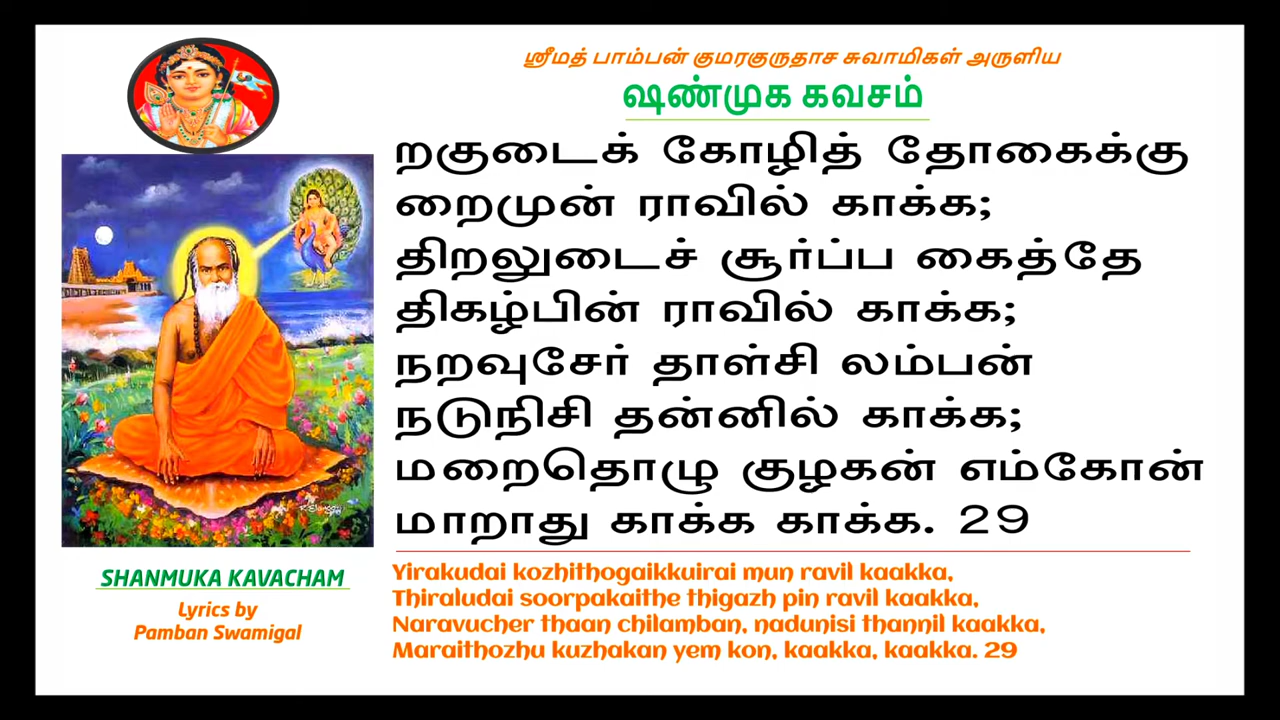 ஸ்ரீமத் பாம்பன் குமரகுருதாச சுவாமிகள் அருளிய
ஷண்முக கவசம்
றகுடைக் கோழித் தோகைக்கு
றைமுன் ராவில் காக்க;
திறலுடைச் சூர்ப்ப கைத்தே
திகழ்பின் ராவில் காக்க;
நறவுசேர் தாள்சி லம்பன்
நடுநிசி தன்னில் காக்க;
மறைதொழு குழகன் எம்கோன்
மாறாது காக்க காக்க. 29
SHANMUKA KAVACHAM
Lyrics by
Pamban Swamigal
Yirakudai kozhithogaikkuirai mun ravil kaakka,
Thiraludai soorpakaithe thigazh pin ravil kaakka,
Naravucher thaan chilamban, nadunisi thannil kaakka,
Maraithozhu kuzhakan yem kon, kaakka, kaakka. 29